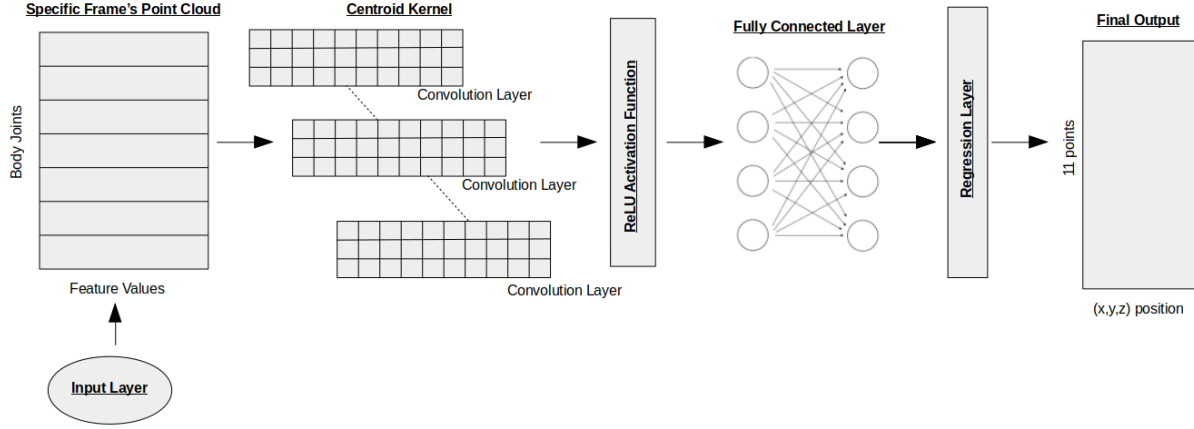 Specific Frame's Point Cloud
Body Joints
Feature Values
Input Layer
Centroid Kernel
Convolution Layer
Convolution Layer
Convolution Layer
ReLU Activation Function
Fully Connected Layer
Regression Layer
Final Output
11 points
(x,y,z) position